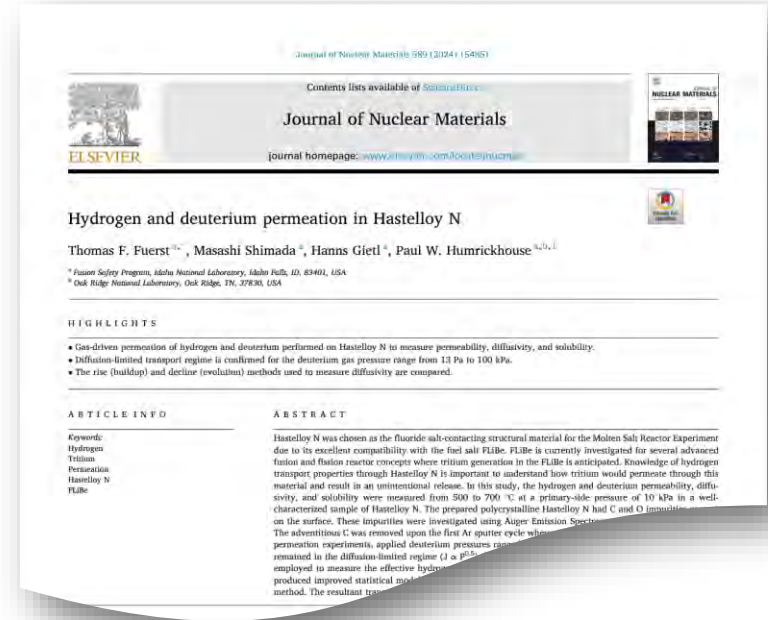 Journal of Nuclear Materials 589 (2024) 154851
Contents lists available at ScienceDirect
Journal of Nuclear Materials
journal homepage: www.elsevier.com/locate/jnucmat
ELSEVIER
NUCLEAR MATERIALS
Hydrogen and deuterium permeation in Hastelloy N
Thomas F. Fuerst a,*, Masashi Shimada a, Hanns Gietl a, Paul W. Humrickhouse a,b,1
a Fusion Safety Program, Idaho National Laboratory, Idaho Falls, ID, 83401, USA
b Oak Ridge National Laboratory, Oak Ridge, TN, 37830, USA
HIGHLIGHTS
• Gas-driven permeation of hydrogen and deuterium performed on Hastelloy N to measure permeability, diffusivity, and solubility.
• Diffusion-limited transport regime is confirmed for the deuterium gas pressure range from 13 Pa to 100 kPa.
• The rise (buildup) and decline (evolution) methods used to measure diffusivity are compared.
ARTICLE INFO
Keywords:
Hydrogen
Tritium
Permeation
Hastelloy N
FLiBe
ABSTRACT
Hastelloy N was chosen as the fluoride salt-contacting structural material for the Molten Salt Reactor Experiment
due to its excellent compatibility with the fuel salt FLiBe. FLiBe is currently investigated for several advanced
fusion and fission reactor concepts where tritium generation in the FLiBe is anticipated. Knowledge of hydrogen
transport properties through Hastelloy N is important to understand how tritium would permeate through this
material and result in an unintentional release. In this study, the hydrogen and deuterium permeability, diffu-
sivity, and solubility were measured from 500 to 700 °C at a primary-side pressure of 10 kPa in a well-
characterized sample of Hastelloy N. The prepared polycrystalline Hastelloy N had C and O impurities
on the surface. These impurities were investigated using Auger Emission
The adventitious C was removed upon the first Ar sputter cycle
permeation experiments, applied deuterium pressures
remained in the diffusion-limited regime (J ∝ P0.5)
employed to measure the effective
produced improved statistical
method. The resultant